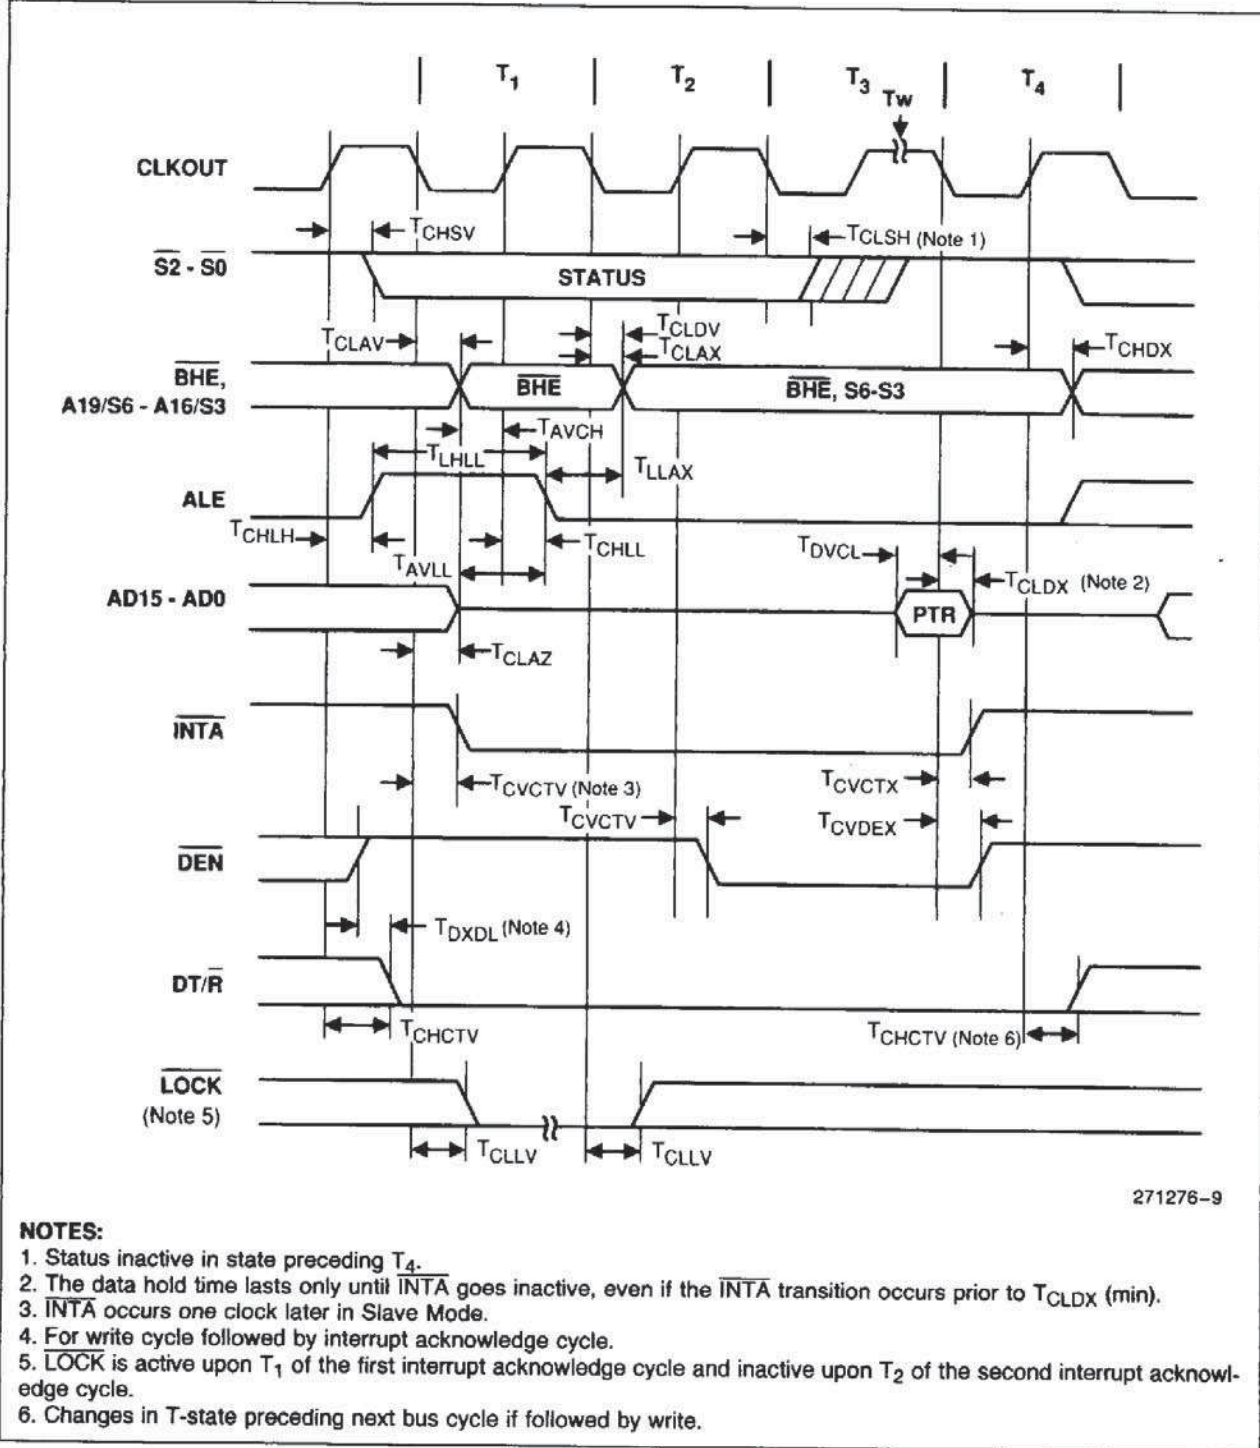 T1 T2 T3 T4
Tw
CLKOUT
TCHSV TCLSH (Note 1)
S2 - S0 STATUS
TCLAV TCLDV
TCLAX TCHDX
BHE,
A19/S6 - A16/S3 BHE BHE, S6-S3
TAVCH
TLHLL TLLAX
ALE
TCHLH TCHLL TDVCL
TAVLL TCLDX (Note 2)
AD15 - AD0 PTR
TCLAZ
INTA
TCVCTV (Note 3) TCVCTX
TCVCTV TCVDEX
DEN
TDXDL (Note 4)
DT/R
TCHCTV TCHCTV (Note 6)
LOCK
(Note 5)
TCLLV TCLLV
271276-9
NOTES:
1. Status inactive in state preceding T4.
2. The data hold time lasts only until INTA goes inactive, even if the INTA transition occurs prior to TCLDX (min).
3. INTA occurs one clock later in Slave Mode.
4. For write cycle followed by interrupt acknowledge cycle.
5. LOCK is active upon T1 of the first interrupt acknowledge cycle and inactive upon T2 of the second interrupt acknowl-
edge cycle.
6. Changes in T-state preceding next bus cycle if followed by write.